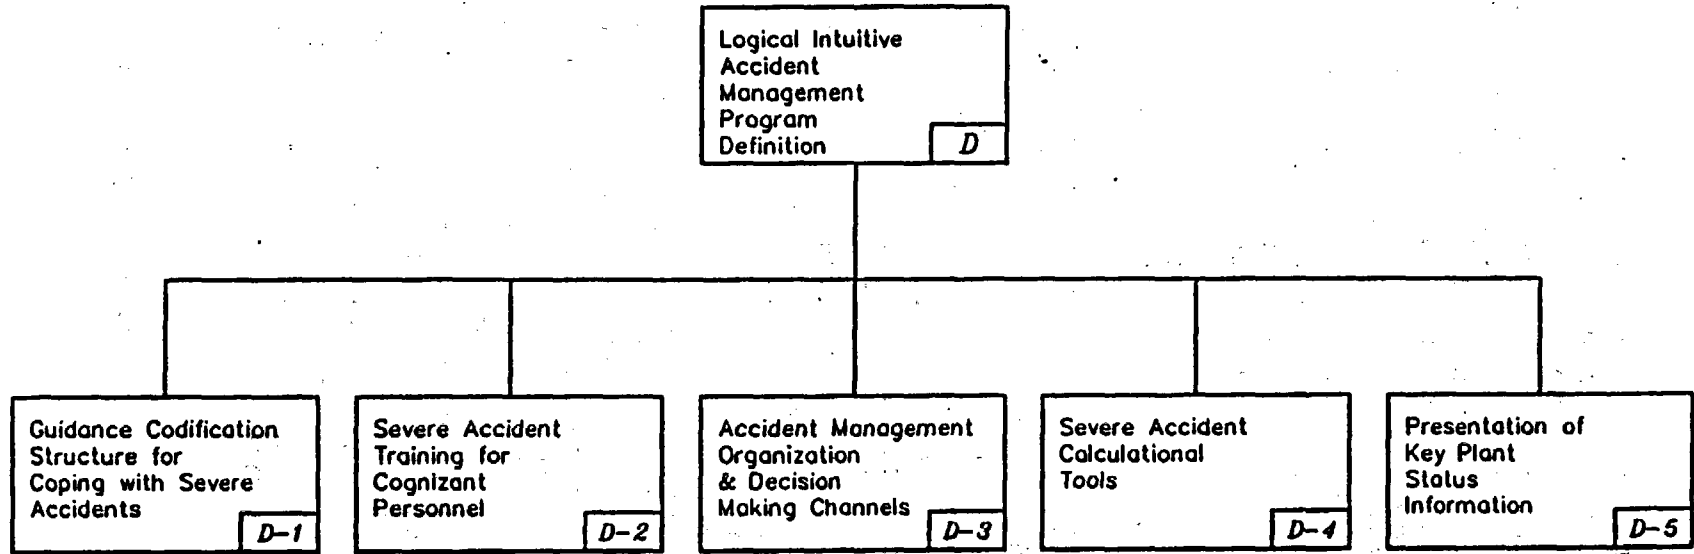 Logical Intuitive
Accident
Management
Program
Definition
D
Guidance Codification
Structure for
Coping with Severe
Accidents
D-1
Severe Accident
Training for
Cognizant
Personnel
D-2
Accident Management
Organization
& Decision
Making Channels
D-3
Severe Accident
Calculational
Tools
D-4
Presentation of
Key Plant
Status
Information
D-5